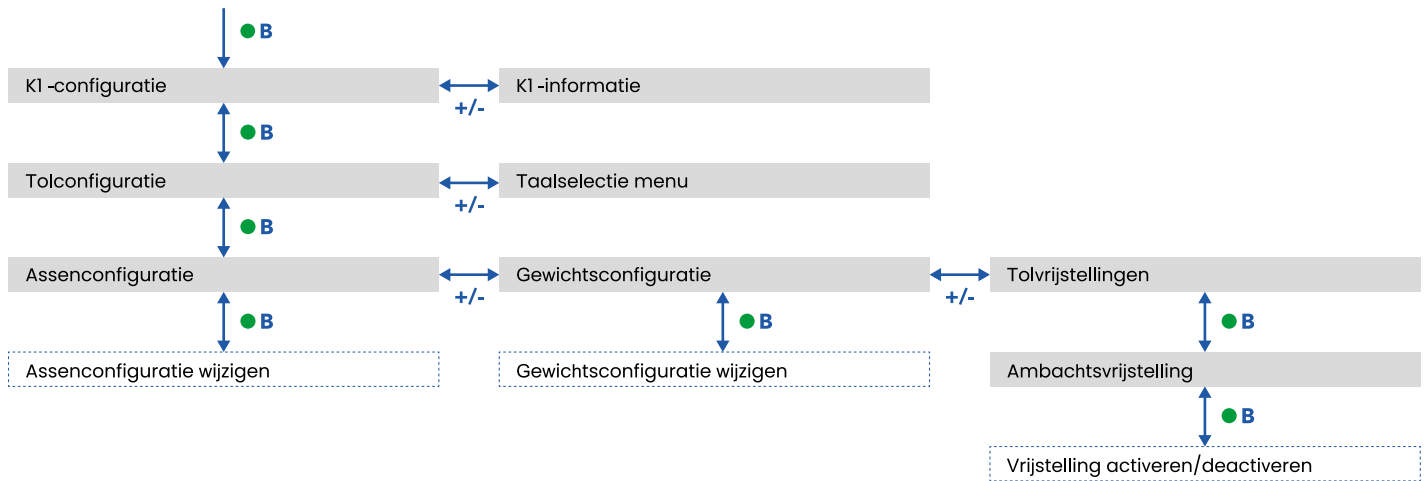 B
K1 -configuratie
+/-
K1 -informatie
B
Tolconfiguratie
+/-
Taalselectie menu
B
Assenconfiguratie
+/-
Gewichtsconfiguratie
+/-
Tolvrijstellingen
B
B
B
Assenconfiguratie wijzigen
Gewichtsconfiguratie wijzigen
Ambachtsvrijstelling
B
Vrijstelling activeren/deactiveren